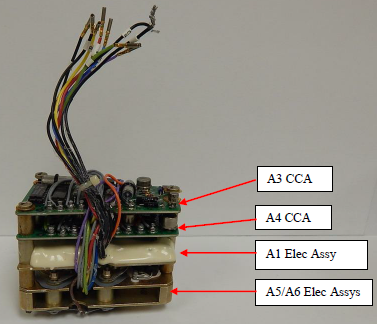 A3 CCA
A4 CCA
A1 Elec Assy
A5/A6 Elec Assys